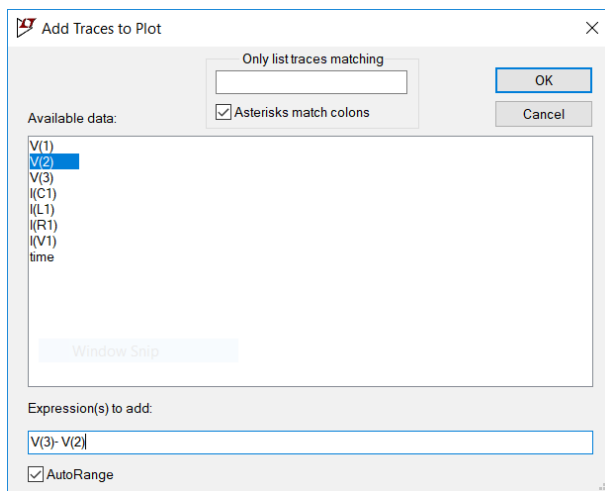 Add Traces to Plot
Only list traces matching
OK
Asterisks match colons
Cancel
Available data:
V(1)
V(2)
V(3)
I(C1)
I(L1)
I(R1)
I(V1)
time
Window Snip
Expression(s) to add:
V(3)- V(2)
AutoRange